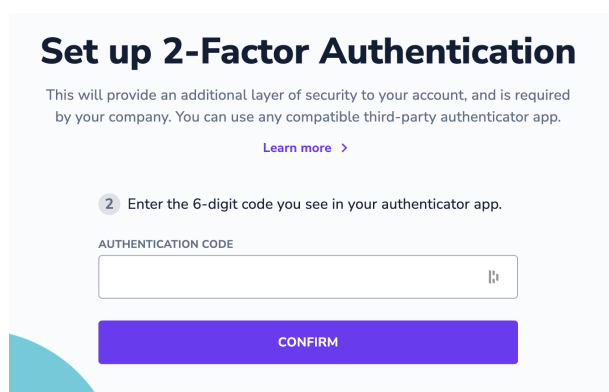 Set up 2-Factor Authentication
This will provide an additional layer of security to your account, and is required
by your company. You can use any compatible third-party authenticator app.
Learn more
2 Enter the 6-digit code you see in your authenticator app.
AUTHENTICATION CODE
CONFIRM